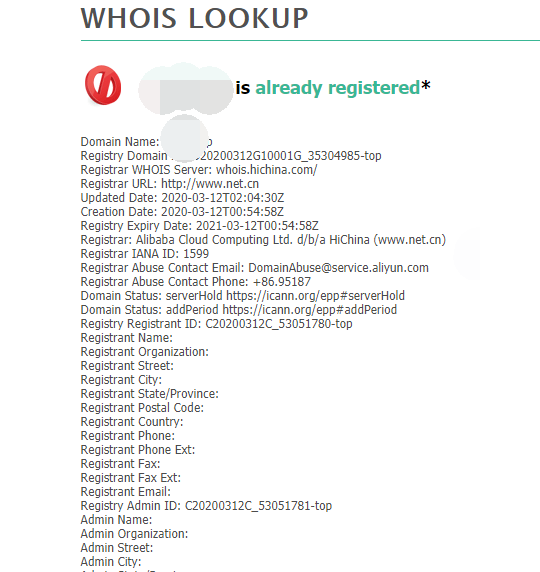 WHOIS LOOKUP
is already registered*
Domain Name:
Registry Domain 20200312G10001G_35304985-top
Registrar WHOIS Server: whois.hichina.com/
Registrar URL: http://www.net.cn
Updated Date: 2020-03-12T02:04:30Z
Creation Date: 2020-03-12T00:54:58Z
Registry Expiry Date: 2021-03-12T00:54:58Z
Registrar: Alibaba Cloud Computing Ltd. d/b/a HiChina (www.net.cn)
Registrar IANA ID: 1599
Registrar Abuse Contact Email: DomainAbuse@service.aliyun.com
Registrar Abuse Contact Phone: +86.95187
Domain Status: serverHold https://icann.org/epp#serverHold
Domain Status: addPeriod https://icann.org/epp#addPeriod
Registry Registrant ID: C20200312C_53051780-top
Registrant Name:
Registrant Organization:
Registrant Street:
Registrant City:
Registrant State/Province:
Registrant Postal Code:
Registrant Country:
Registrant Phone:
Registrant Phone Ext:
Registrant Fax:
Registrant Fax Ext:
Registrant Email:
Registry Admin ID: C20200312C_53051781-top
Admin Name:
Admin Organization:
Admin Street:
Admin City: